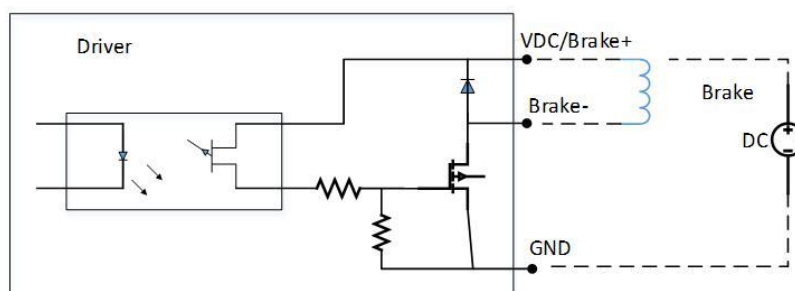 Driver
VDC/Brake+
Brake
Brake-
DC
GND